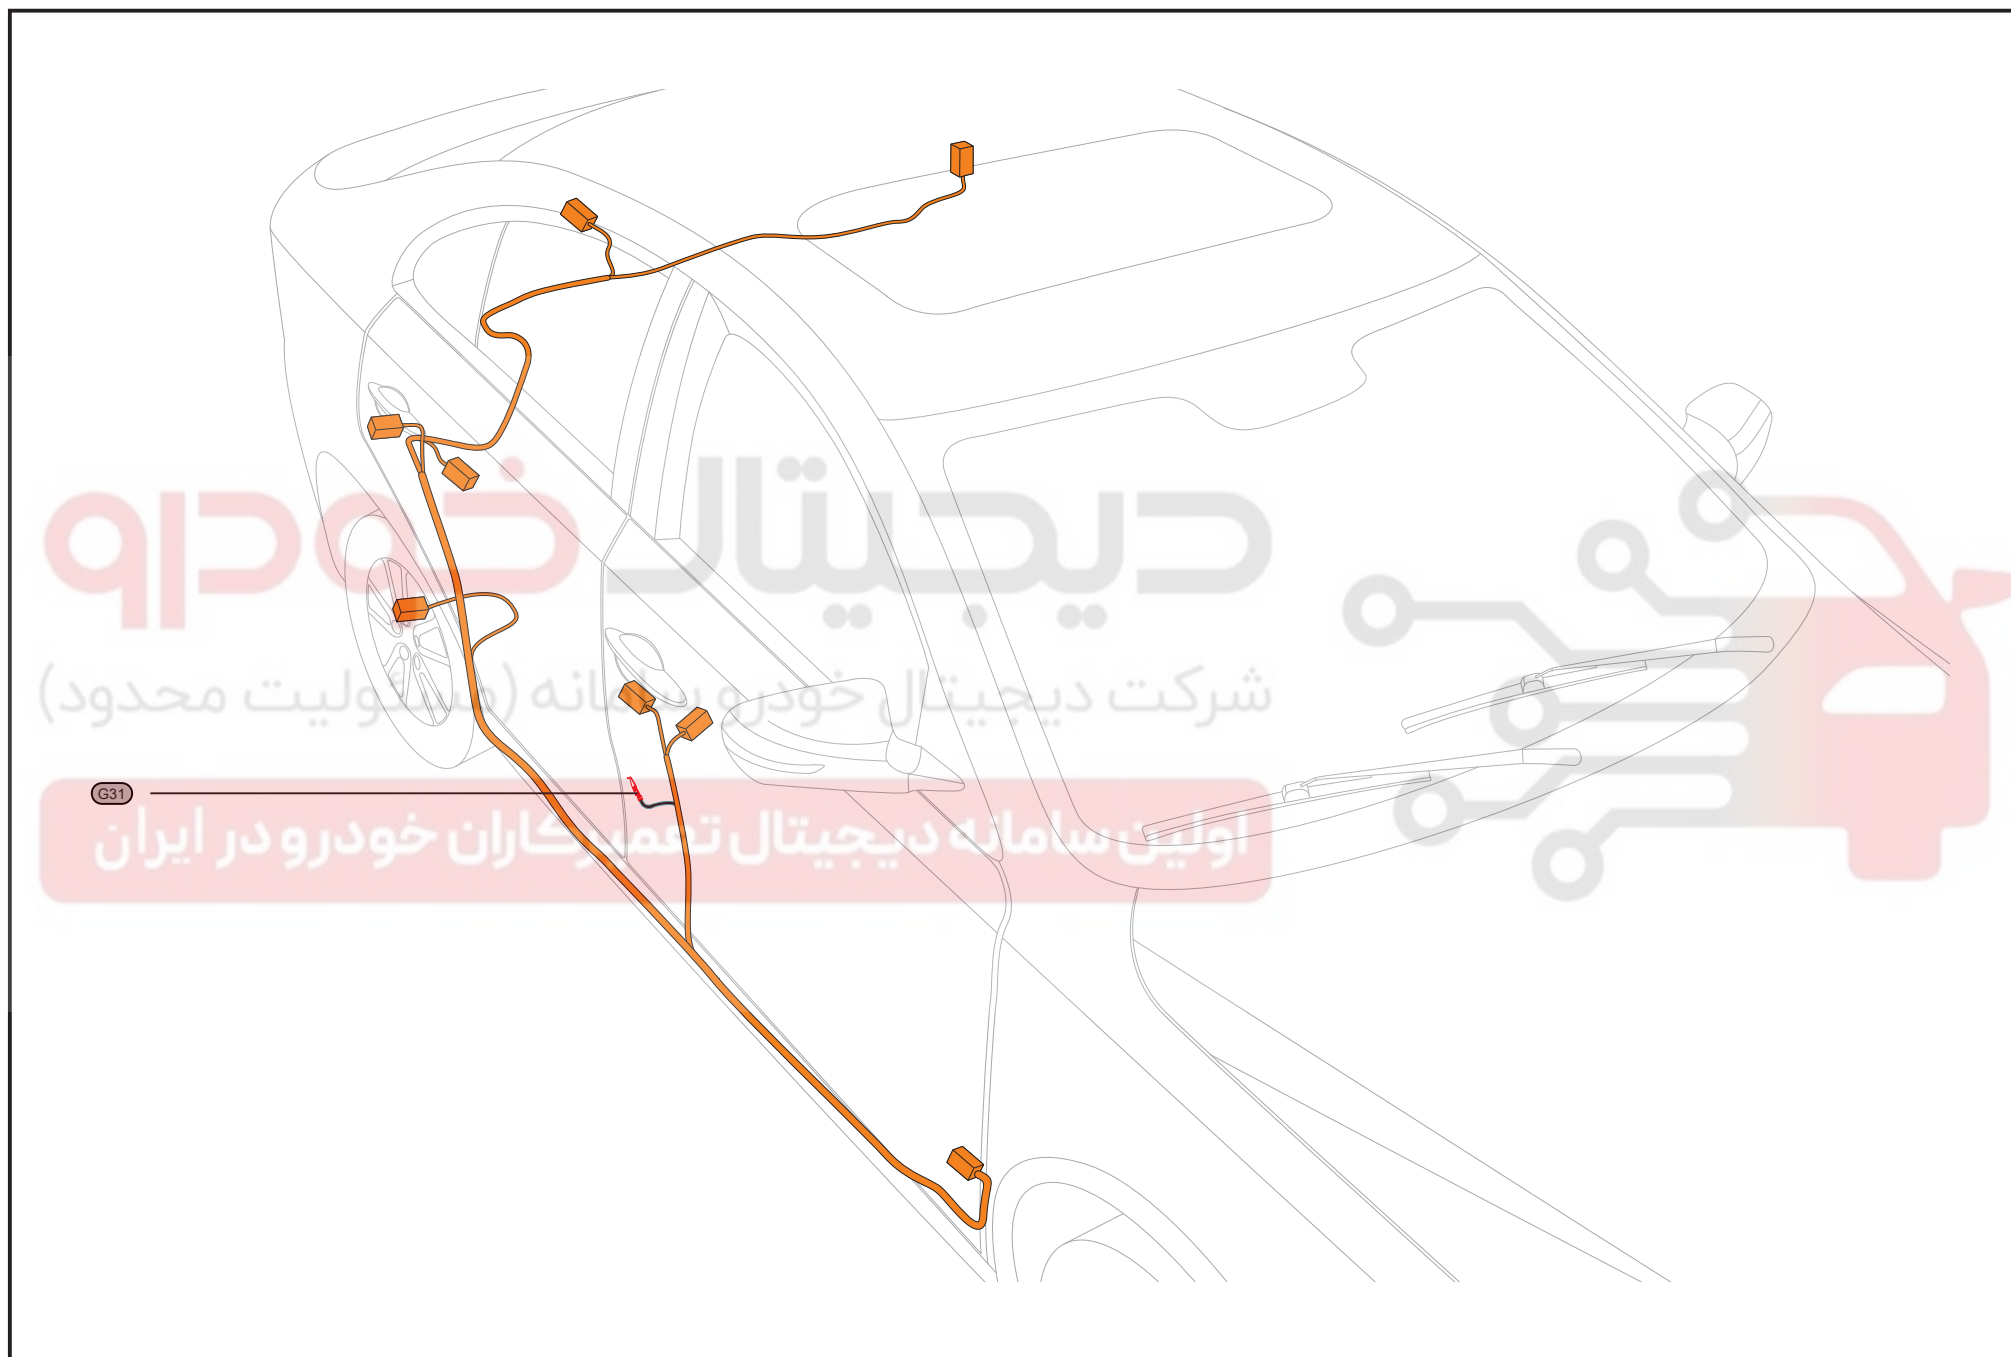 دیجیتال خودرو
شرکت دیجیتال خودرو سامانه (مسئولیت محدود)
G31
اولین سامانه دیجیتال تعمیرکاران خودرو در ایران